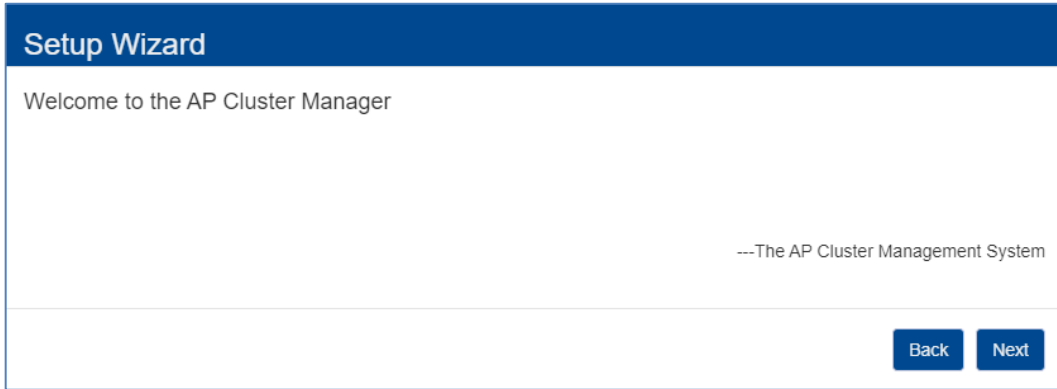 Setup Wizard
Welcome to the AP Cluster Manager
---The AP Cluster Management System
Back Next